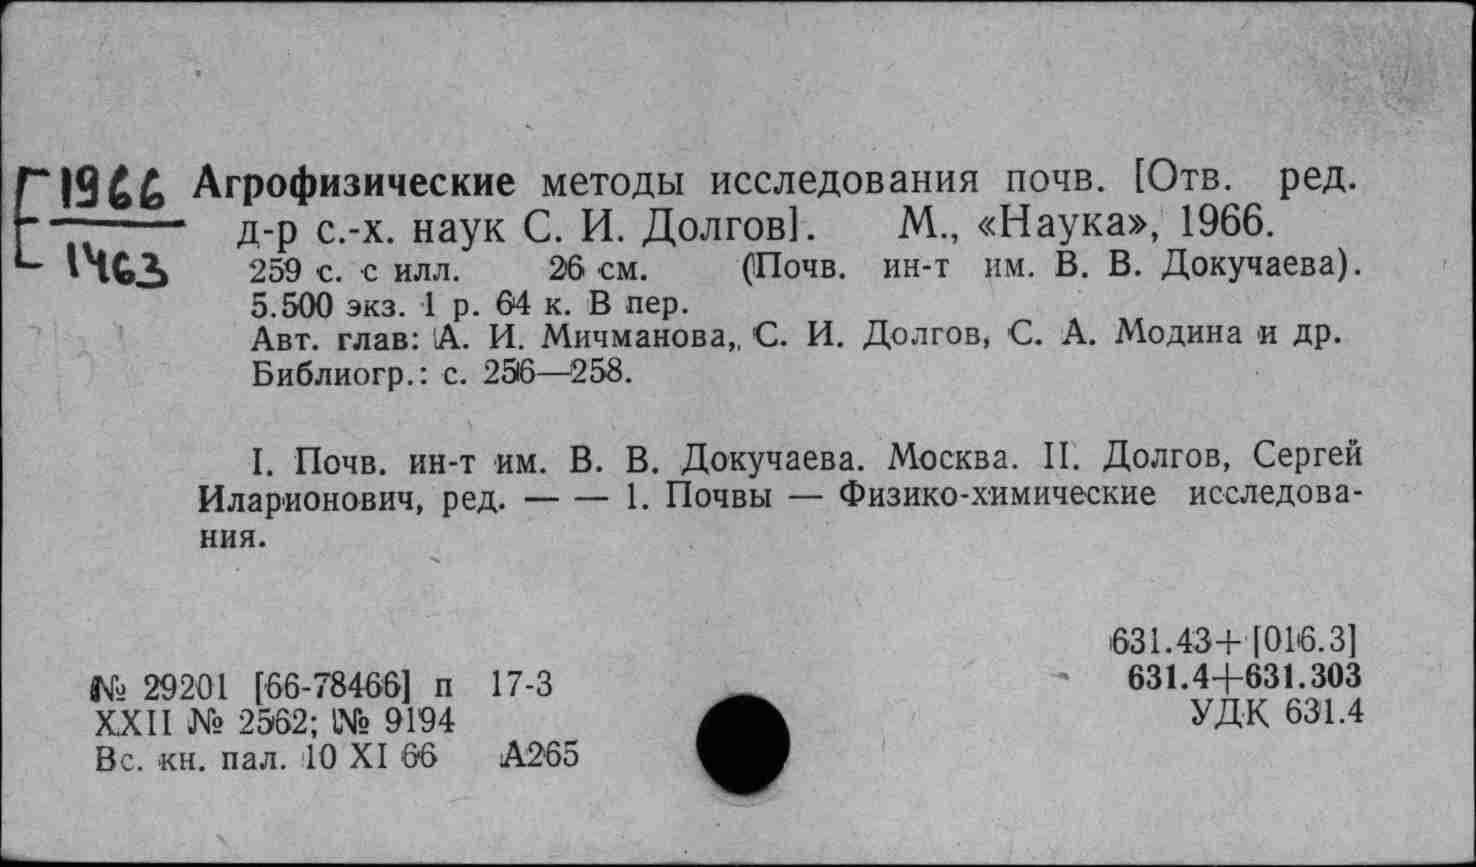 Г1966 Агрофизические методы исследования почв. [Отв. ред.
Г 1463 д-р с.-х. наук С. И. Долгов]. М., «Наука», 1966.
259 с. с илл. 26 см. (Почв. ин-т им. В. В. Докучаева).
5.500 экз. 1 р. 64 к. В пер.
Авт. глав: А. И. Мичманова, С. И. Долгов, С. А. Модина и др.
Библиогр.: с. 256—258.
I. Почв. ин-т им. В. В. Докучаева. Москва. II. Долгов, Сергей
Иларионович, ред. — — 1. Почвы — Физико-химические исследова-
ния.
631.43+[016.3]
№ 29201 [66-78466] п 17-3 631.4+631.303
XXII № 2562; № 9194 УДК 631.4
Вс. кн. пал. 10 XI 66 А265